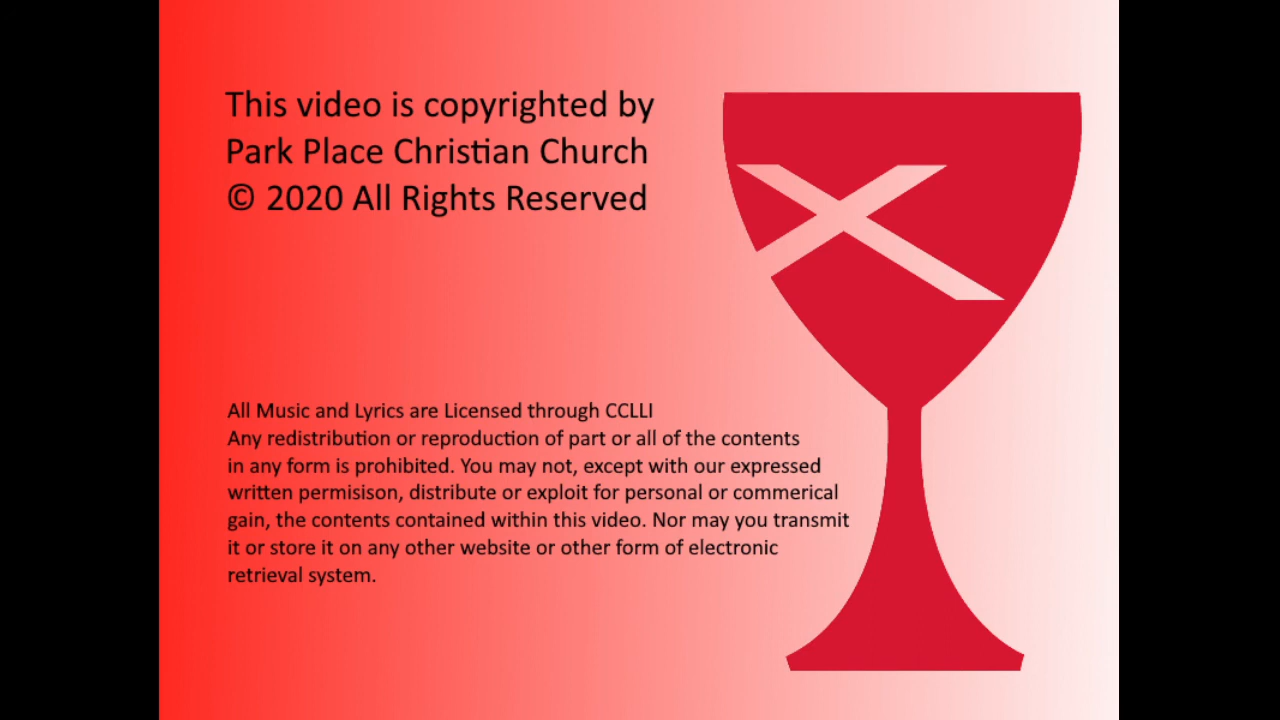 This video is copyrighted by
Park Place Christian Church
© 2020 All Rights Reserved
All Music and Lyrics are Licensed through CCLLI
Any redistribution or reproduction of part or all of the contents
in any form is prohibited. You may not, except with our expressed
written permisison, distribute or exploit for personal or commerical
gain, the contents contained within this video. Nor may you transmit
it or store it on any other website or other form of electronic
retrieval system.